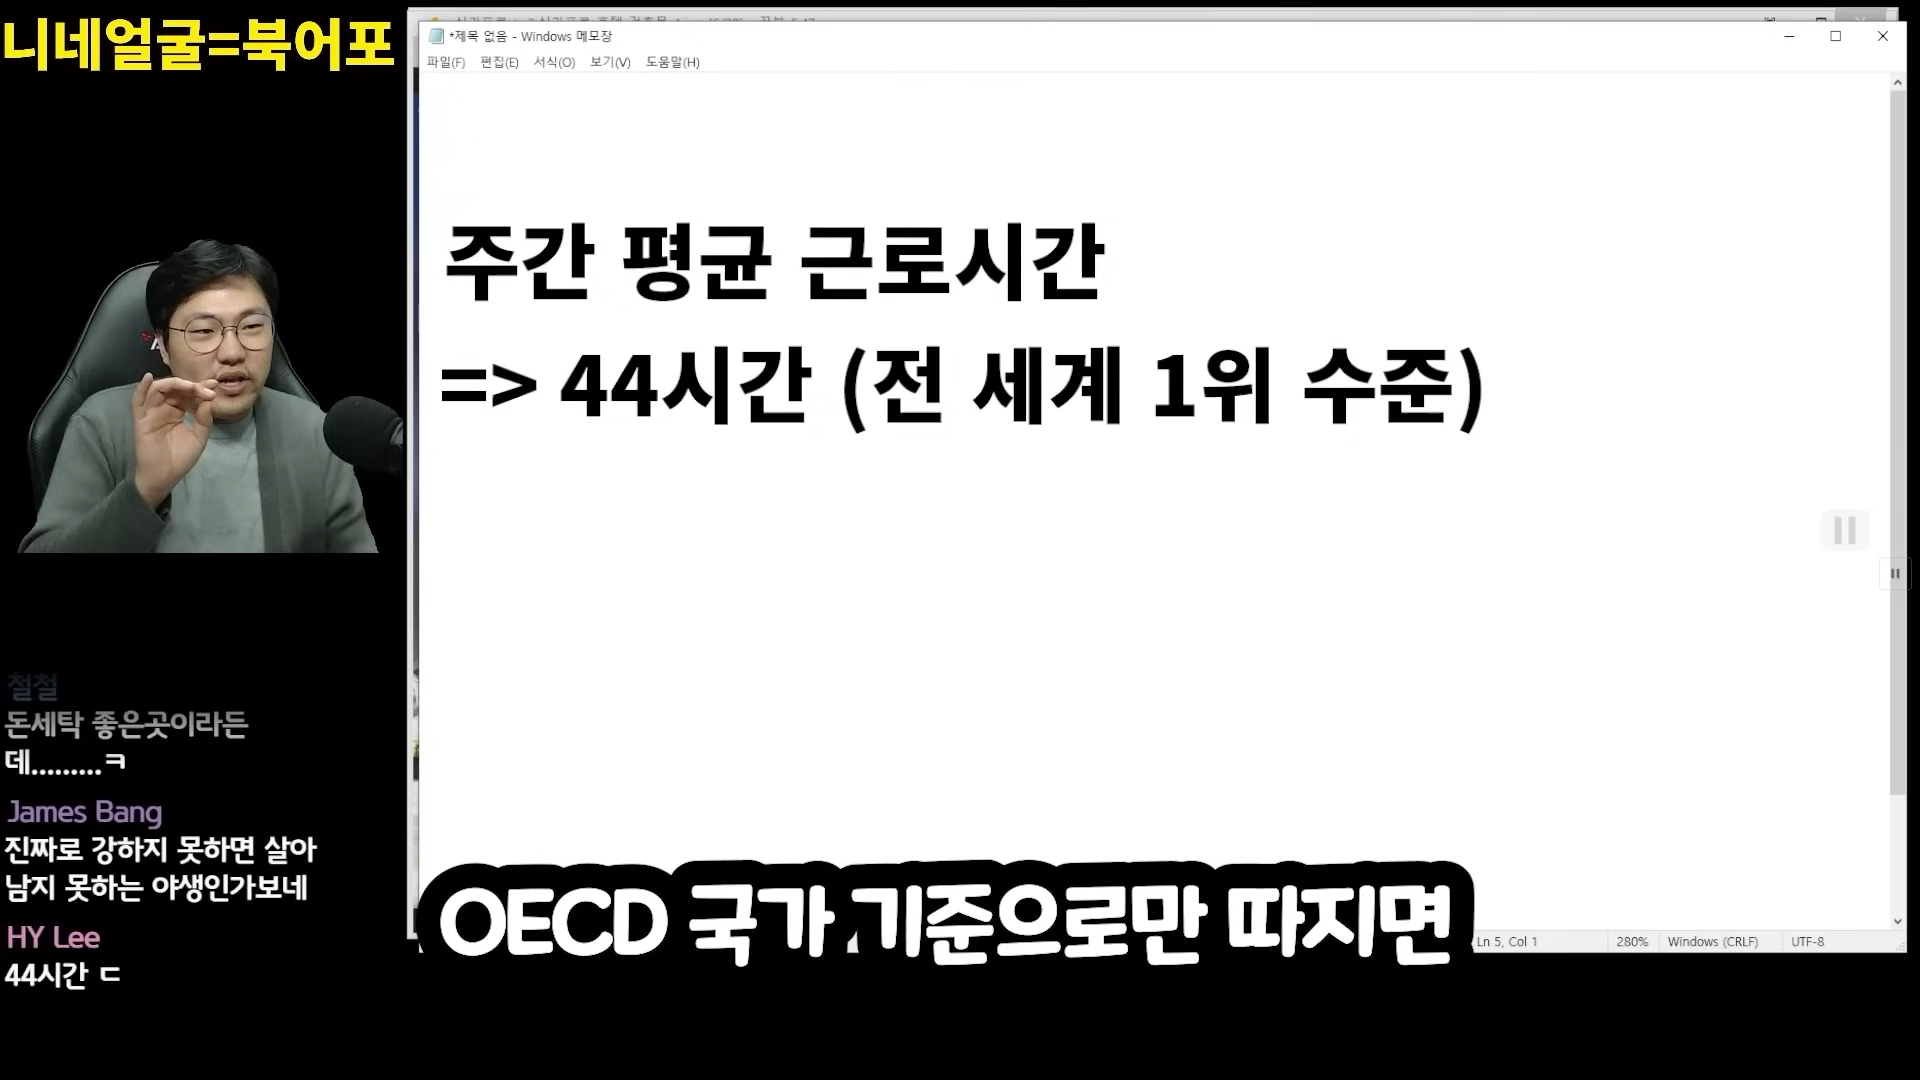 니네얼굴=북어포
*제목 없음 - Windows 메모장
파일(F) 편집(E) 서식(O) 보기(V) 도움말(H)
주간 평균 근로시간
=> 44시간 (전 세계 1위 수준)
철철
돈세탁 좋은곳이라든
데.........ㅋ
James Bang
진짜로 강하지 못하면 살아
남지 못하는 야생인가보네
HY Lee
44시간 ㄷ
OECD 국가 기준으로만 따지면
Ln 5, Col 1 280% Windows (CRLF) UTF-8